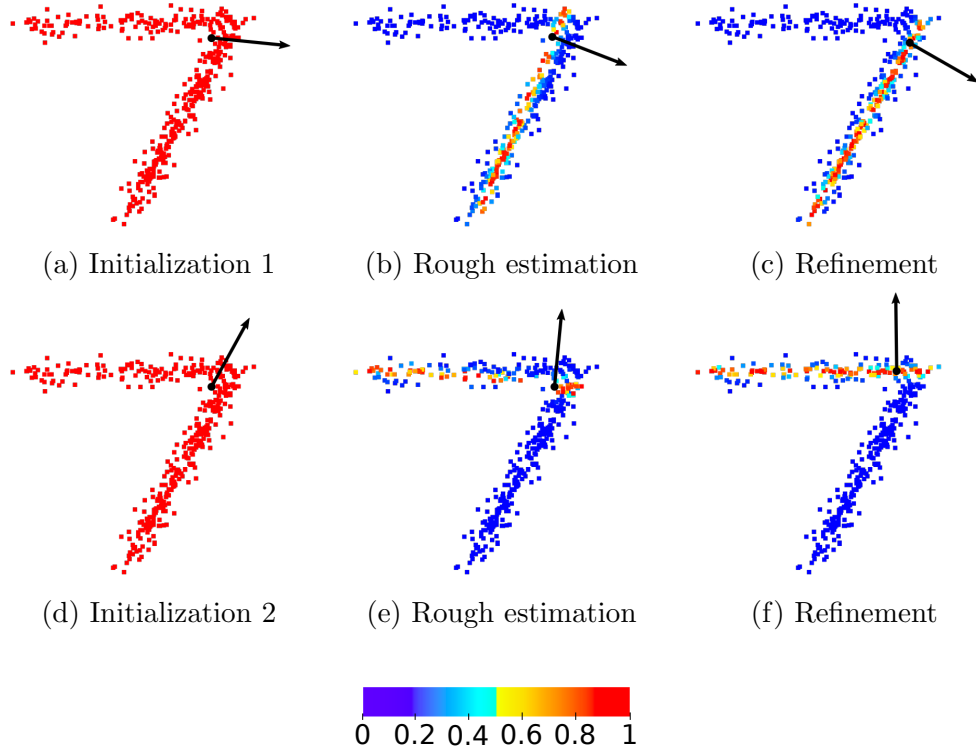 (a) Initialization 1 (b) Rough estimation (c) Refinement
(d) Initialization 2 (e) Rough estimation (f) Refinement
0 0.2 0.4 0.6 0.8 1